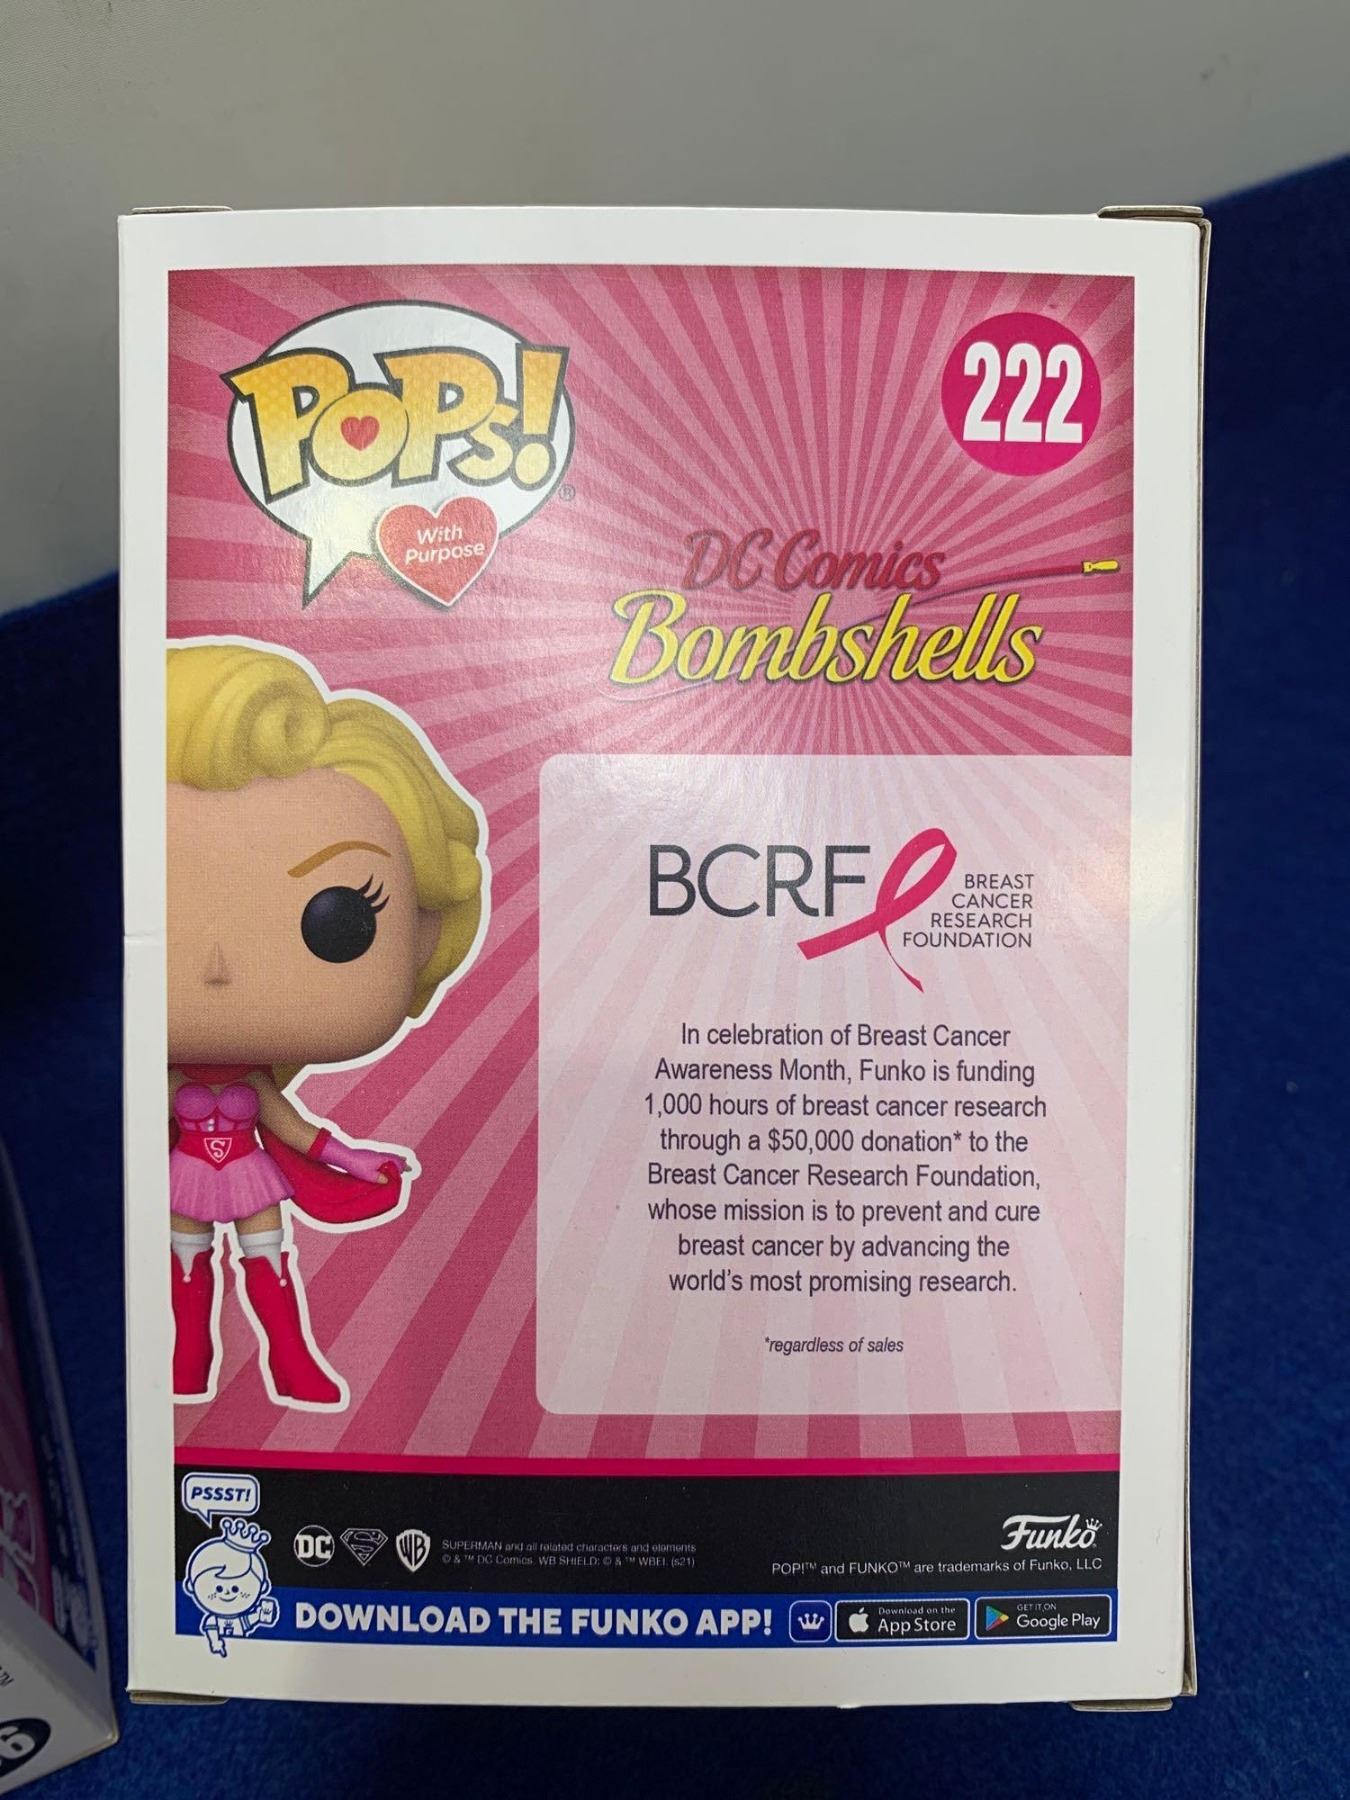 POPs!
®
With
Purpose
222
DC Comics
Bombshells
BCRF
BREAST
CANCER
RESEARCH
FOUNDATION
In celebration of Breast Cancer
Awareness Month, Funko is funding
1,000 hours of breast cancer research
through a $50,000 donation* to the
Breast Cancer Research Foundation,
whose mission is to prevent and cure
breast cancer by advancing the
world's most promising research.
*regardless of sales
S
PSSST!
DC
S
WB
SUPERMAN and all related characters and elements
© & ™ DC Comics. WB SHIELD: © & ™ WBEI. (s21)
Funko
POP!™ and FUNKO™ are trademarks of Funko, LLC
DOWNLOAD THE FUNKO APP!
Download on the
App Store
GET IT ON
Google Play